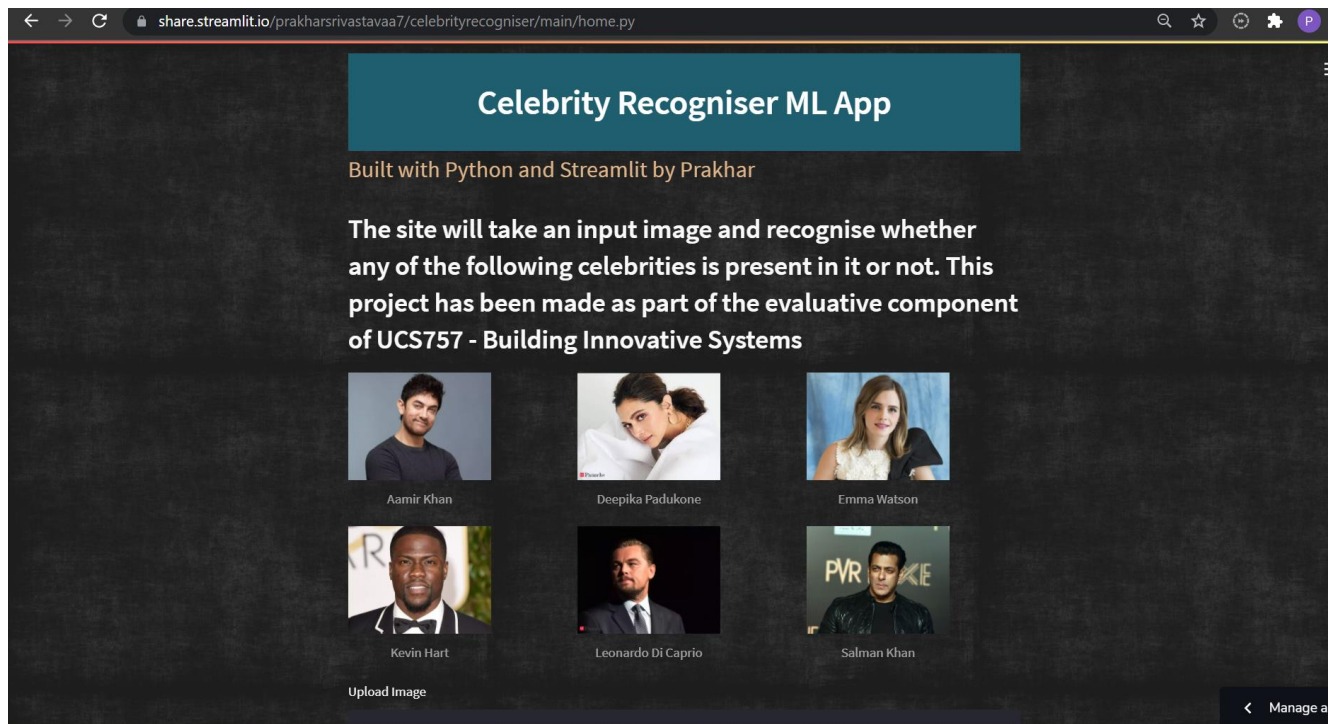 share.streamlit.io/prakharsrivastavaa7/celebrityrecogniser/main/home.py
P
Celebrity Recogniser ML App
Built with Python and Streamlit by Prakhar
The site will take an input image and recognise whether
any of the following celebrities is present in it or not. This
project has been made as part of the evaluative component
of UCS757 - Building Innovative Systems
Aamir Khan
Deepika Padukone
Emma Watson
PVR
Kevin Hart
Leonardo Di Caprio
Salman Khan
Upload Image
Manage a